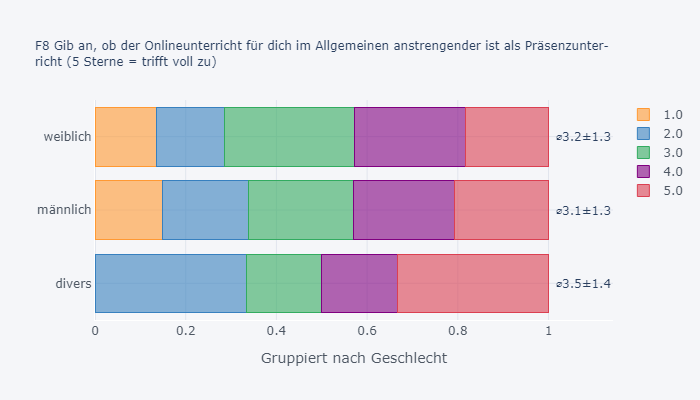 F8 Gib an, ob der Onlineunterricht für dich im Allgemeinen anstrengender ist als Präsenzunter-
richt (5 Sterne = trifft voll zu)
weiblich
⌀3.2±1.3
männlich
⌀3.1±1.3
divers
⌀3.5±1.4
0
0.2
0.4
0.6
0.8
1
Gruppiert nach Geschlecht
1.0
2.0
3.0
4.0
5.0